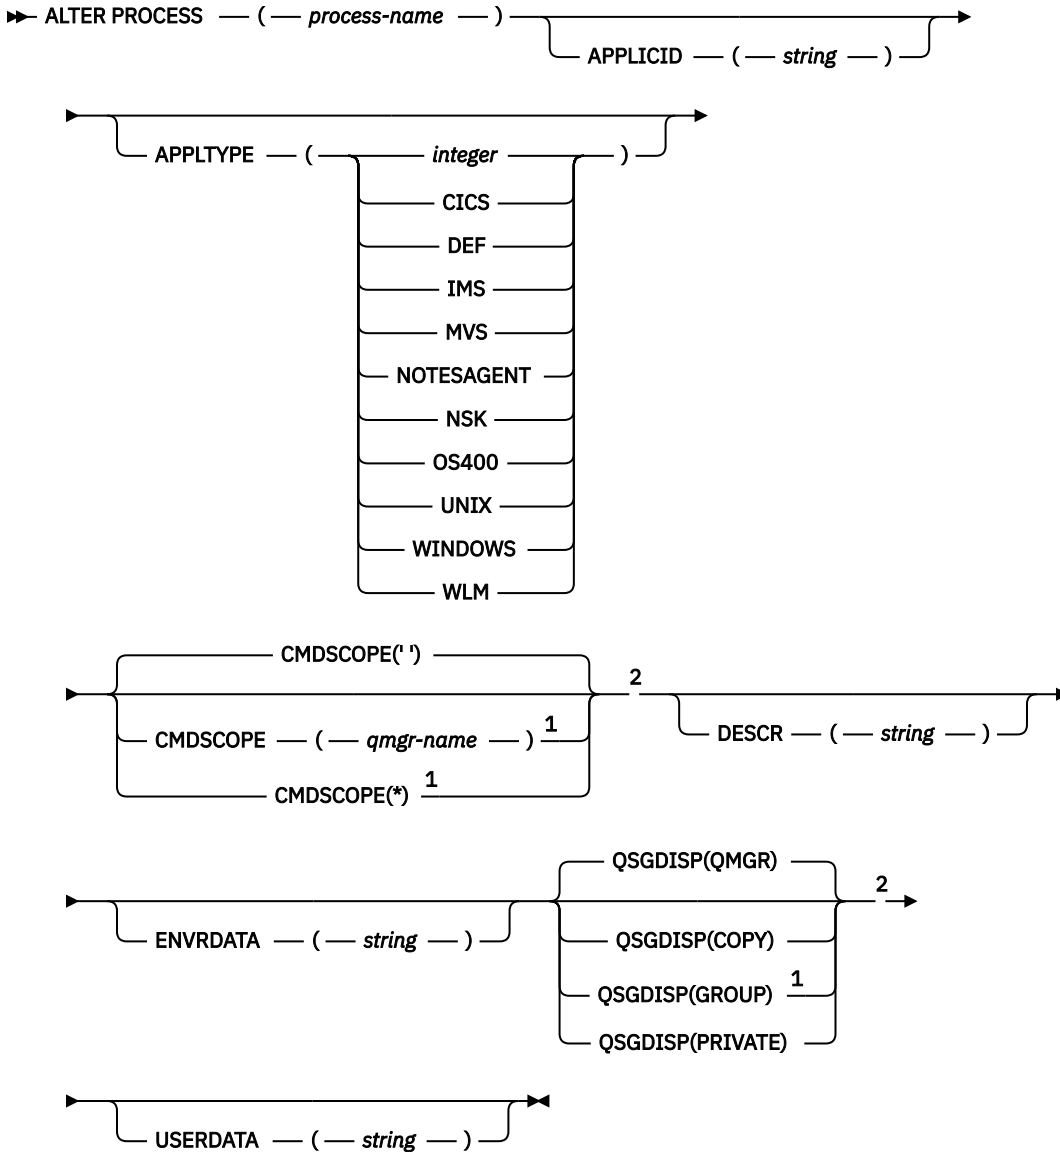 ALTER PROCESS ( process-name )
APPLICID ( string )
APPLTYPE ( integer )
CICS
DEF
IMS
MVS
NOTESAGENT
NSK
OS400
UNIX
WINDOWS
WLM
CMDSCOPE(' ')
2
CMDSCOPE ( qmgr-name ) 1
DESCR ( string )
CMDSCOPE(*) 1
QSGDISP(QMGR)
2
ENVRDATA ( string )
QSGDISP(COPY)
QSGDISP(GROUP) 1
QSGDISP(PRIVATE)
USERDATA ( string )